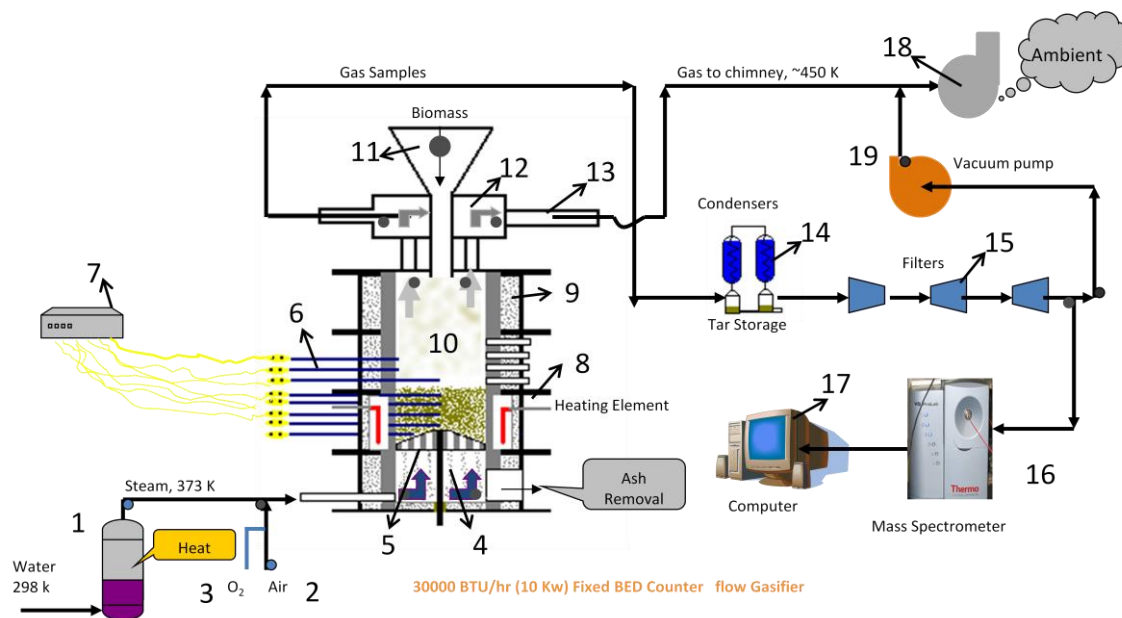 18
Ambient
Gas Samples
Gas to chimney, ~450 K
Biomass
11
12
13
19
Vacuum pump
Condensers
14
15
Filters
Tar Storage
7
6
9
10
8
Heating Element
17
Computer
Thermo
16
Mass Spectrometer
Steam, 373 K
Ash
Removal
1
Heat
5
4
Water
298 k
3
O₂
Air
2
30000 BTU/hr (10 Kw) Fixed BED Counter flow Gasifier